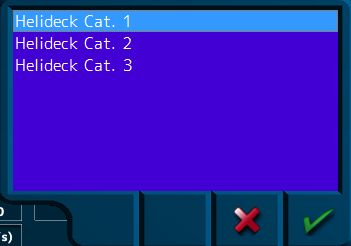 Helideck Cat. 1
Helideck Cat. 2
Helideck Cat. 3
s)